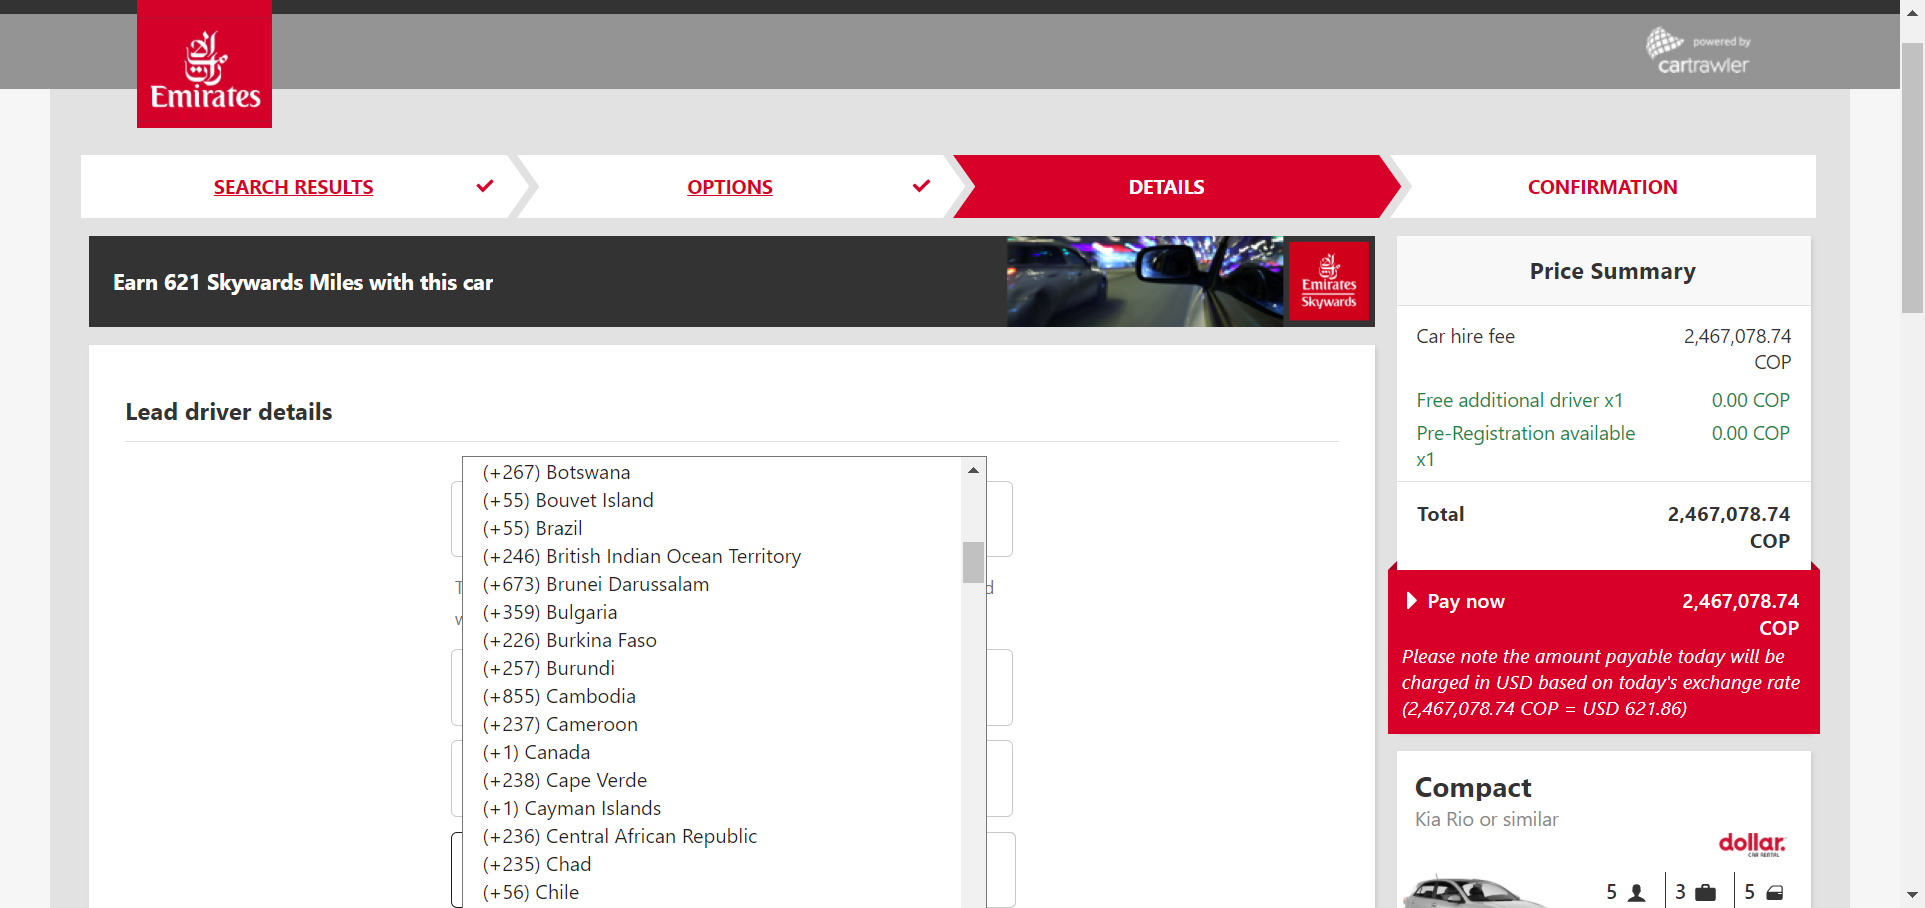 Emirates
powered by
cartrawler
SEARCH RESULTS
OPTIONS
DETAILS
CONFIRMATION
Earn 621 Skywards Miles with this car
Emirates
Skywards
Lead driver details
(+267) Botswana
(+55) Bouvet Island
(+55) Brazil
(+246) British Indian Ocean Territory
(+673) Brunei Darussalam
(+359) Bulgaria
(+226) Burkina Faso
(+257) Burundi
(+855) Cambodia
(+237) Cameroon
(+1) Canada
(+238) Cape Verde
(+1) Cayman Islands
(+236) Central African Republic
(+235) Chad
(+56) Chile
Price Summary
Car hire fee 2,467,078.74
COP
Free additional driver x1 0.00 COP
Pre-Registration available 0.00 COP
x1
Total 2,467,078.74
COP
Pay now 2,467,078.74
COP
Please note the amount payable today will be
charged in USD based on today's exchange rate
(2,467,078.74 COP = USD 621.86)
Compact
Kia Rio or similar
dollar.
CAR RENTAL
5 3 5